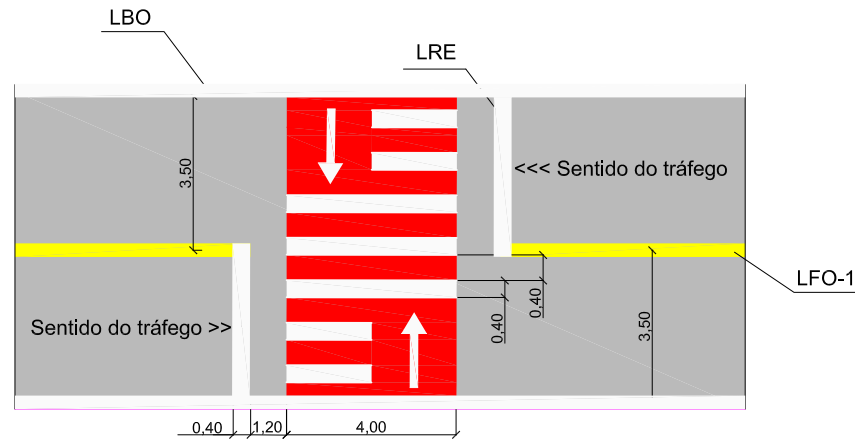 LBO
LRE
3,50
<<< Sentido do tráfego
LFO-1
0,40
0,40
3,50
Sentido do tráfego >>
0,40
1,20
4,00